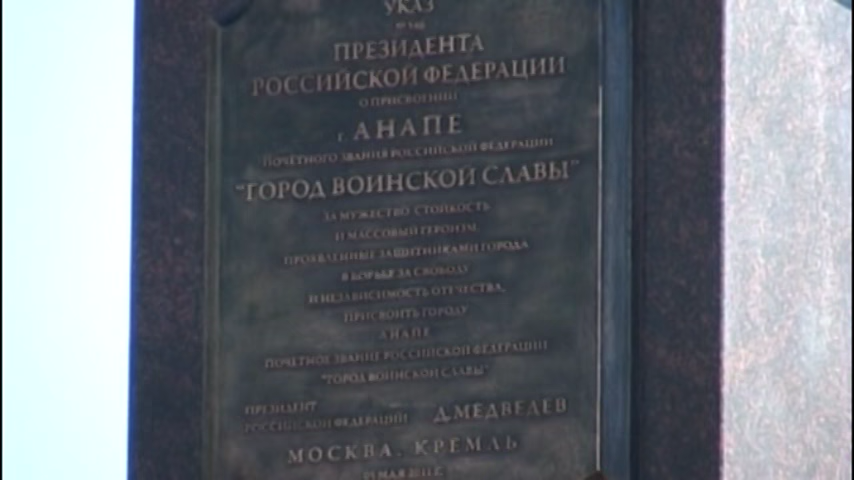 УКАЗ
ПРЕЗИДЕНТА
РОССИЙСКОЙ ФЕДЕРАЦИИ
О ПРИСВОЕНИИ
г. АНАПЕ
ПОЧЕТНОГО ЗВАНИЯ РОССИЙСКОЙ ФЕДЕРАЦИИ
"ГОРОД ВОИНСКОЙ СЛАВЫ"
ЗА МУЖЕСТВО, СТОЙКОСТЬ
И МАССОВЫЙ ГЕРОИЗМ,
ПРОЯВЛЕННЫЕ ЗАЩИТНИКАМИ ГОРОДА
В БОРЬБЕ ЗА СВОБОДУ
И НЕЗАВИСИМОСТЬ ОТЕЧЕСТВА,
ПРИСВОИТЬ ГОРОДУ
АНАПЕ
ПОЧЕТНОЕ ЗВАНИЕ РОССИЙСКОЙ ФЕДЕРАЦИИ
"ГОРОД ВОИНСКОЙ СЛАВЫ"
ПРЕЗИДЕНТ
РОССИЙСКОЙ ФЕДЕРАЦИИ Д.МЕДВЕДЕВ
МОСКВА, КРЕМЛЬ
МАЯ 2011 г.